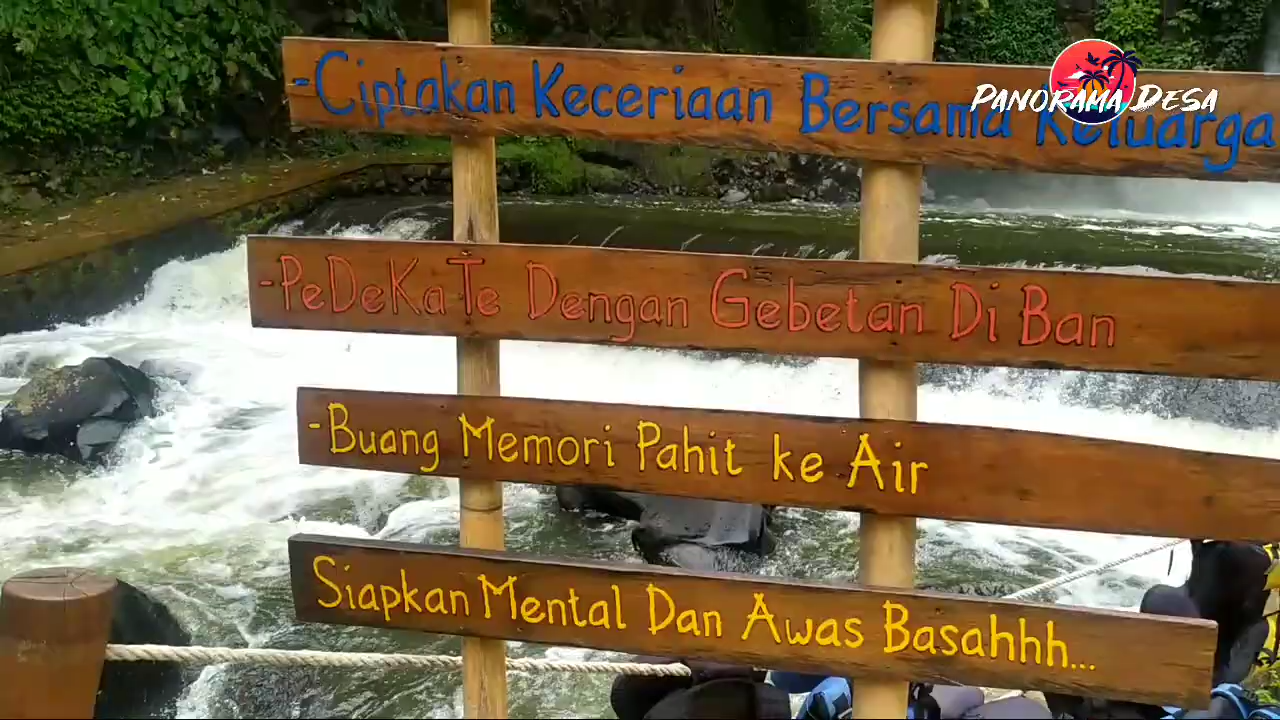 -Ciptakan Keceriaan Bersama Keluarga
PANORAMA DESA
-PeDeKaTe Dengan Gebetan Di Ban
-Buang Memori Pahit ke Air
Siapkan Mental Dan Awas Basahhh...